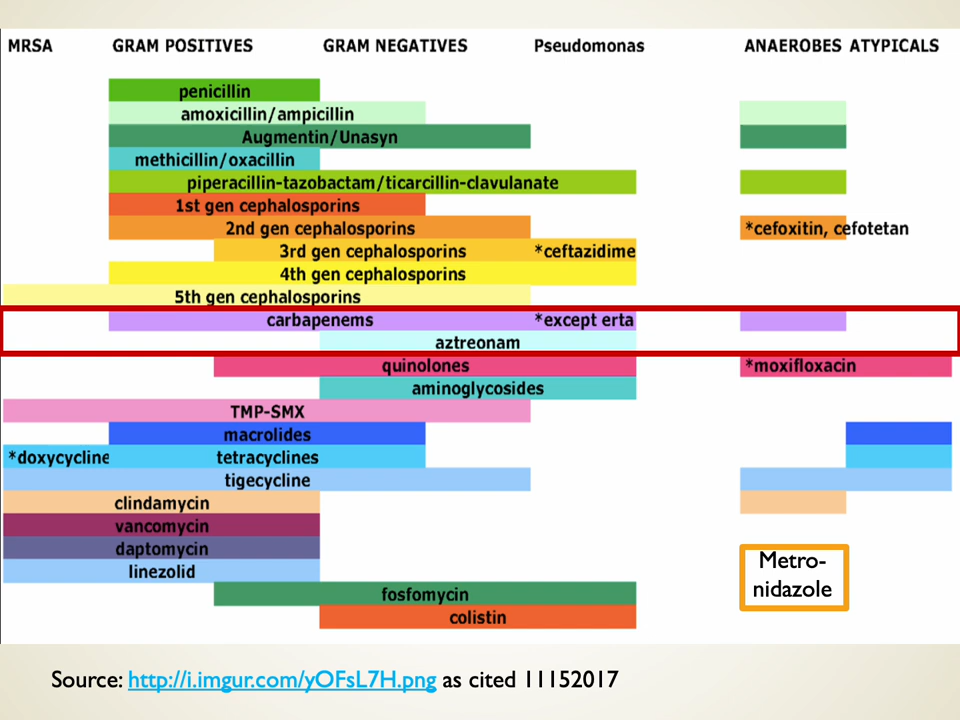 MRSA GRAM POSITIVES GRAM NEGATIVES Pseudomonas ANAEROBES ATYPICALS
penicillin
amoxicillin/ampicillin
Augmentin/Unasyn
methicillin/oxacillin
piperacillin-tazobactam/ticarcillin-clavulanate
1st gen cephalosporins
2nd gen cephalosporins *cefoxitin, cefotetan
3rd gen cephalosporins *ceftazidime
4th gen cephalosporins
5th gen cephalosporins
carbapenems *except erta
aztreonam
quinolones *moxifloxacin
aminoglycosides
TMP-SMX
macrolides
*doxycycline tetracyclines
tigecycline
clindamycin
vancomycin
daptomycin
linezolid
Metro-
nidazole
fosfomycin
colistin
Source: http://i.imgur.com/yOFsL7H.png as cited 11152017